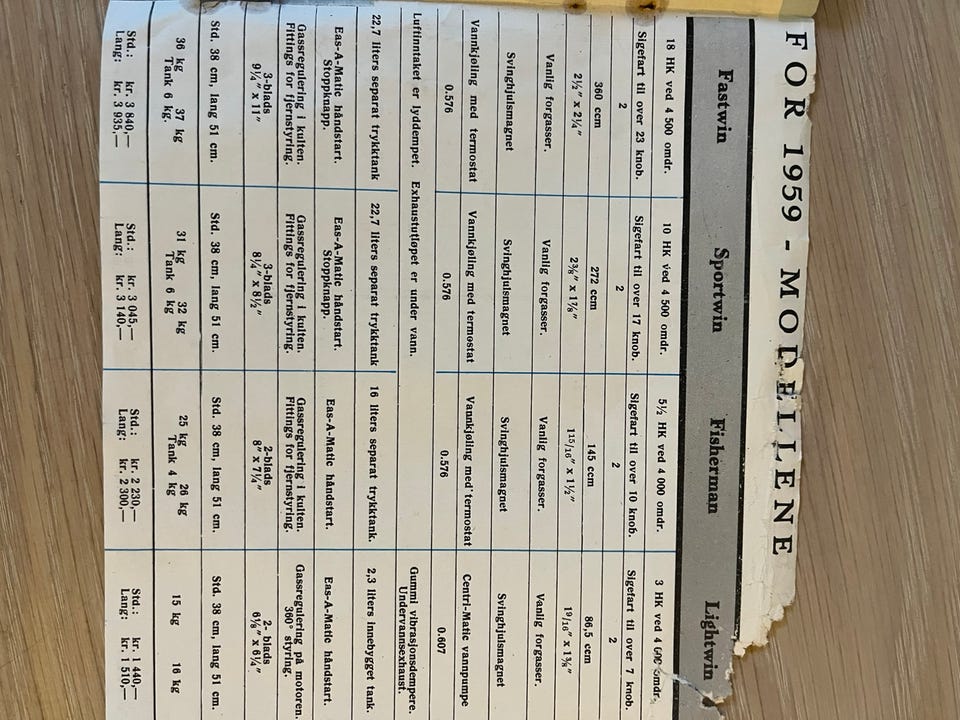 FOR 1959 - MODELLENE
Fastwin Sportwin Fisherman Lightwin
18 HK ved 4 500 omdr. 10 HK ved 4 500 omdr. 5½ HK ved 4 000 omdr. 3 HK ved 4 omdr.
Sigefart til over 23 knob. Sigefart til over 17 knob. Sigefart til over 10 knob. Sigefart til over 7 knob.
2 2 2 2
360 ccm 272 ccm 145 ccm 86,5 ccm
2½″ x 2¼″ 2⅜″ x 1⅞″ 1¹⁵/₁₆″ x 1½″ 1⁹/₁₆″ x 1⅜″
Vanlig forgasser. Vanlig forgasser. Vanlig forgasser. Vanlig forgasser.
Svinghjulsmagnet Svinghjulsmagnet Svinghjulsmagnet Svinghjulsmagnet
Vannkjøling med termostat Vannkjøling med termostat Vannkjøling med termostat Centri-Matic vannpumpe
0.576 0.576 0.576 0.607
Luftinntaket er lyddempet. Exhaustutløpet er under vann. Gummi vibrasjonsdempere.
Undervannsexhaust.
22,7 liters separat trykktank 22,7 liters separat trykktank 16 liters separat trykktank. 2,3 liters innebygget tank.
Eas-A-Matic håndstart. Eas-A-Matic håndstart. Eas-A-Matic håndstart. Eas-A-Matic håndstart.
Stoppknapp. Stoppknapp.
Gassregulering i kulten. Gassregulering i kulten. Gassregulering i kulten. Gassregulering på motoren.
Fittings for fjernstyring. Fittings for fjernstyring. Fittings for fjernstyring. 360° styring.
3-blads 3-blads 2-blads 2- blads
9¼″ x 11″ 8¼″ x 8½″ 8″ x 7¼″ 6⅛″ x 6¼″
Std. 38 cm, lang 51 cm. Std. 38 cm, lang 51 cm. Std. 38 cm, lang 51 cm. Std. 38 cm, lang 51 cm.
36 kg 37 kg 31 kg 32 kg 25 kg 26 kg 15 kg 16 kg
Tank 6 kg. Tank 6 kg Tank 4 kg
Std.: kr. 3 840,— Std.: kr. 3 045,— Std.: kr. 2 230,— Std.: kr. 1 440,—
Lang: kr. 3 935,— Lang: kr. 3 140,— Lang: kr. 2 300,— Lang: kr. 1 510,—